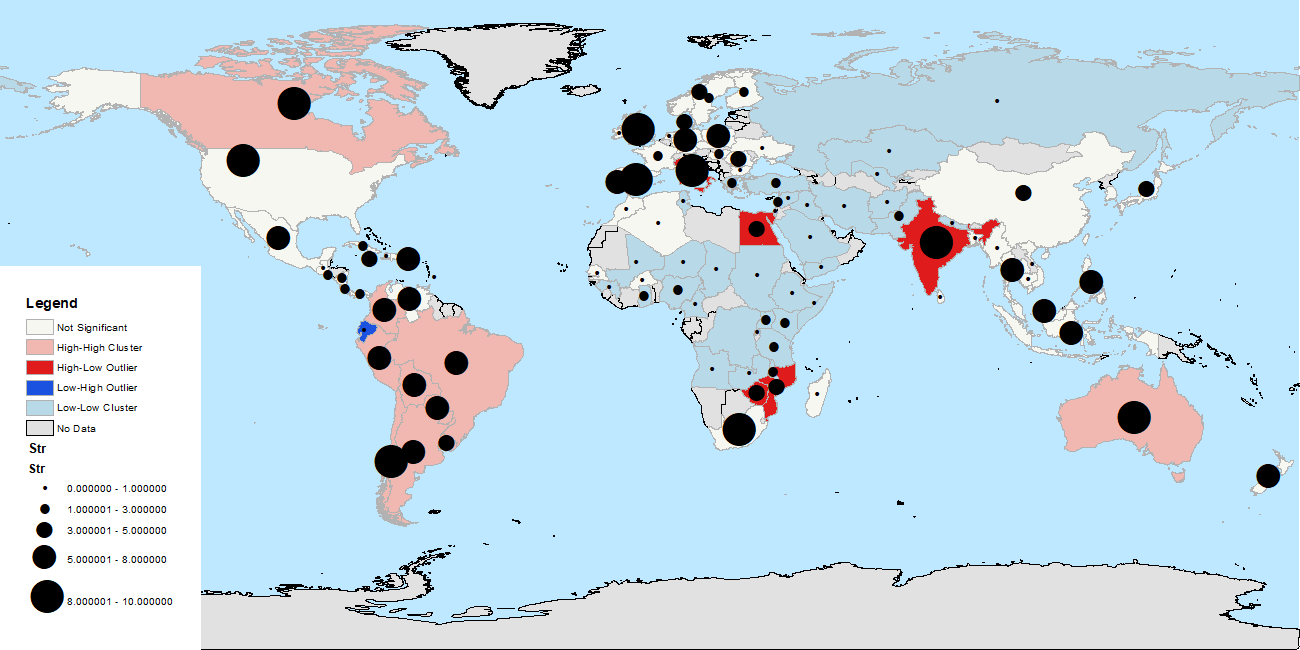 Legend
Not Significant
High-High Cluster
High-Low Outlier
Low-High Outlier
Low-Low Cluster
No Data
Str
Str
0.000000 - 1.000000
1.000001 - 3.000000
3.000001 - 5.000000
5.000001 - 8.000000
8.000001 - 10.000000